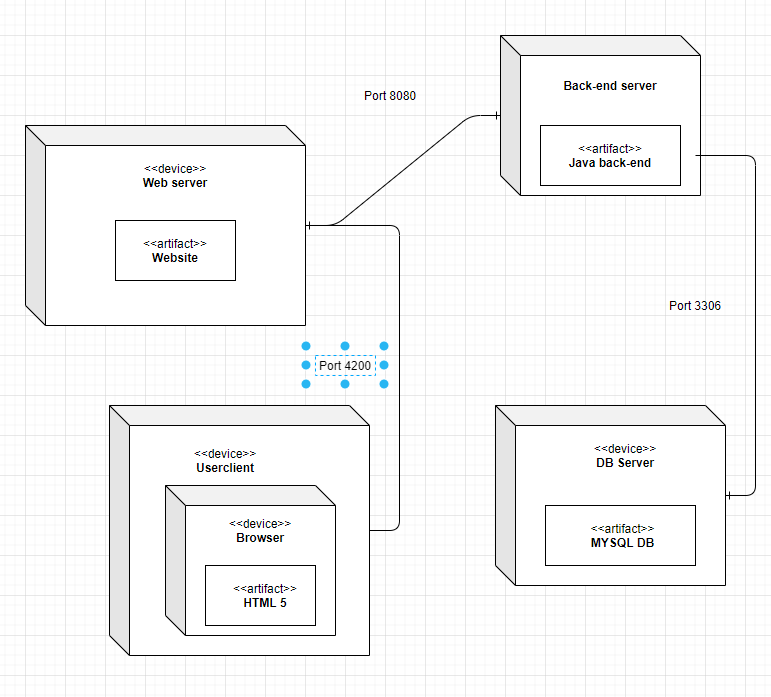 Back-end server
<<artifact>>
Java back-end
Port 8080
<<device>>
Web server
<<artifact>>
Website
Port 3306
Port 4200
<<device>>
Userclient
<<device>>
Browser
<<artifact>>
HTML 5
<<device>>
DB Server
<<artifact>>
MYSQL DB